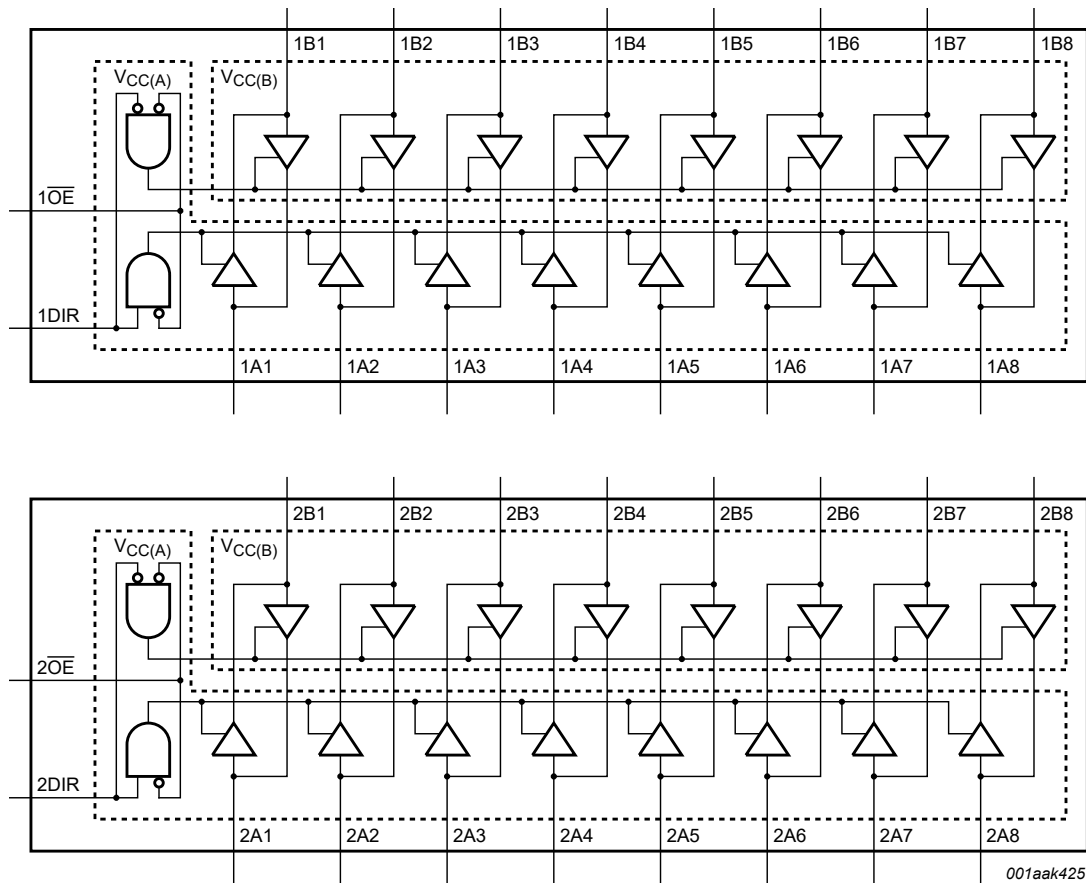 1B1 1B2 1B3 1B4 1B5 1B6 1B7 1B8
VCC(A) VCC(B)
1O̅E̅
1DIR
1A1 1A2 1A3 1A4 1A5 1A6 1A7 1A8
2B1 2B2 2B3 2B4 2B5 2B6 2B7 2B8
VCC(A) VCC(B)
2O̅E̅
2DIR
2A1 2A2 2A3 2A4 2A5 2A6 2A7 2A8
001aak425